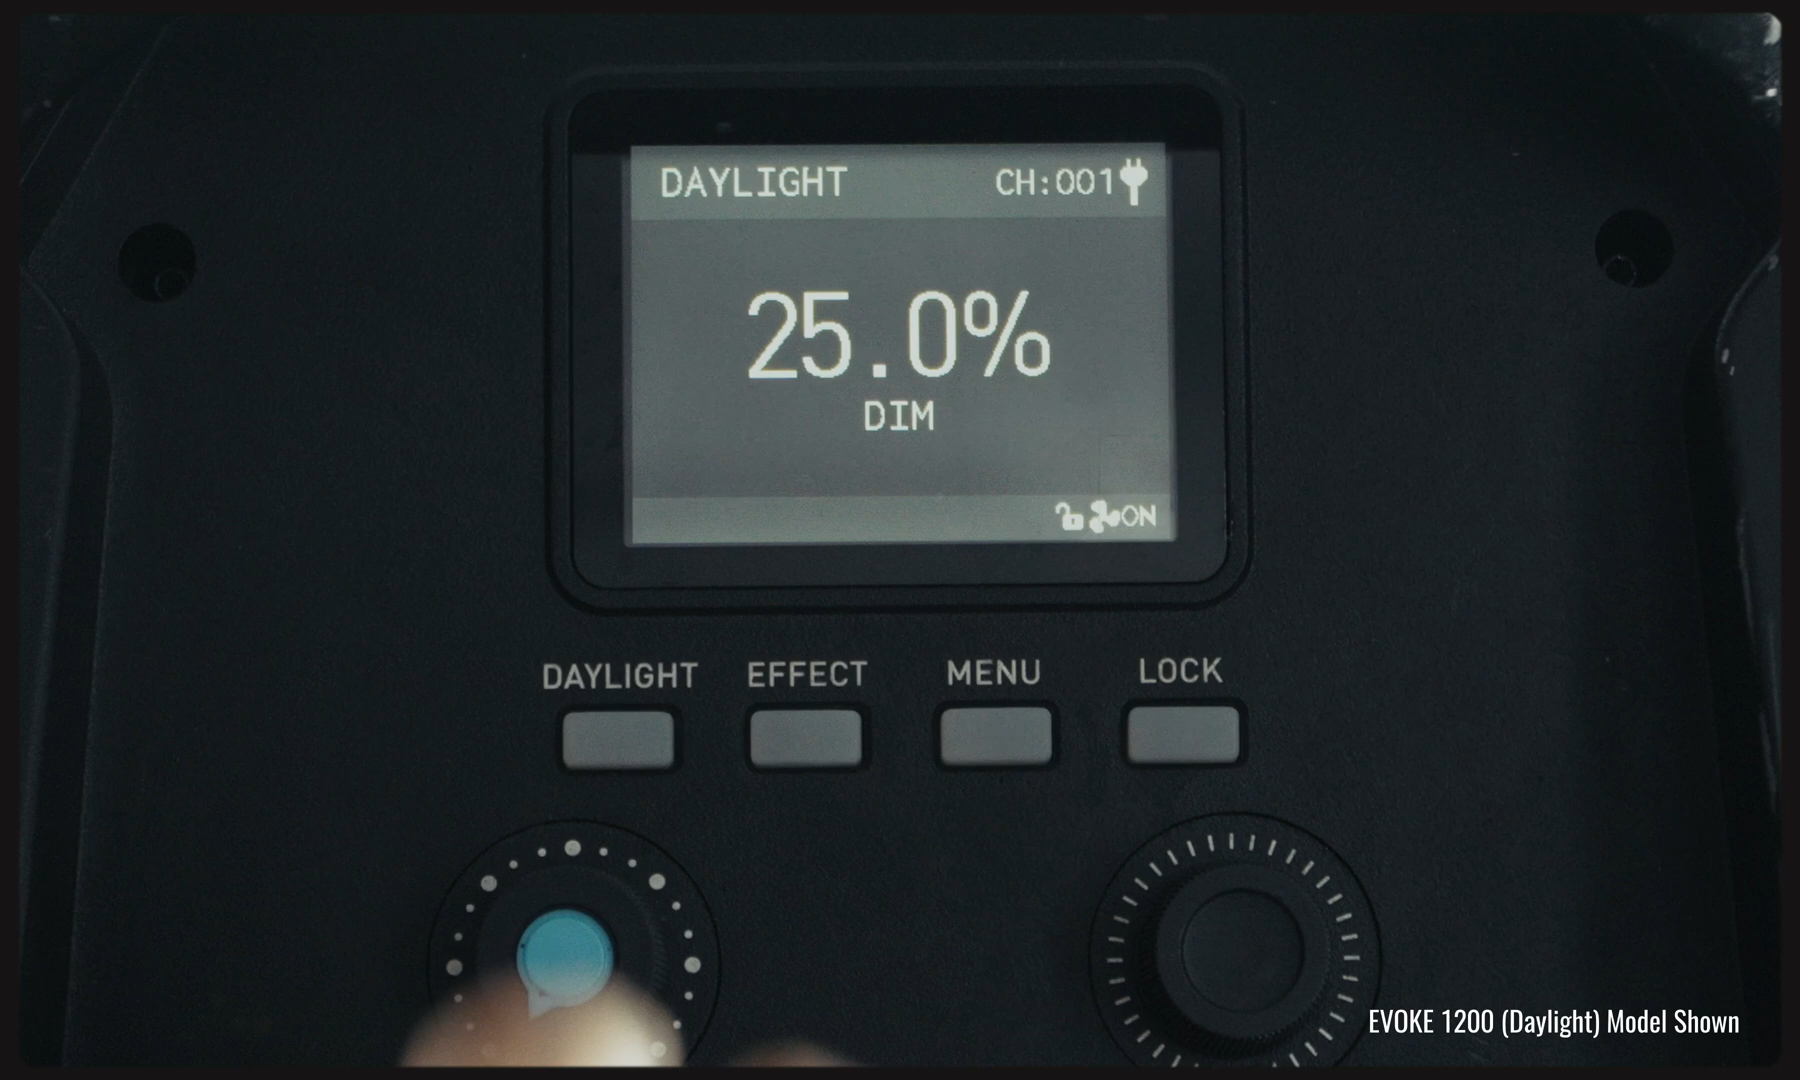 DAYLIGHT CH:001
25.0%
DIM
ON
DAYLIGHT EFFECT MENU LOCK
EVOKE 1200 (Daylight) Model Shown